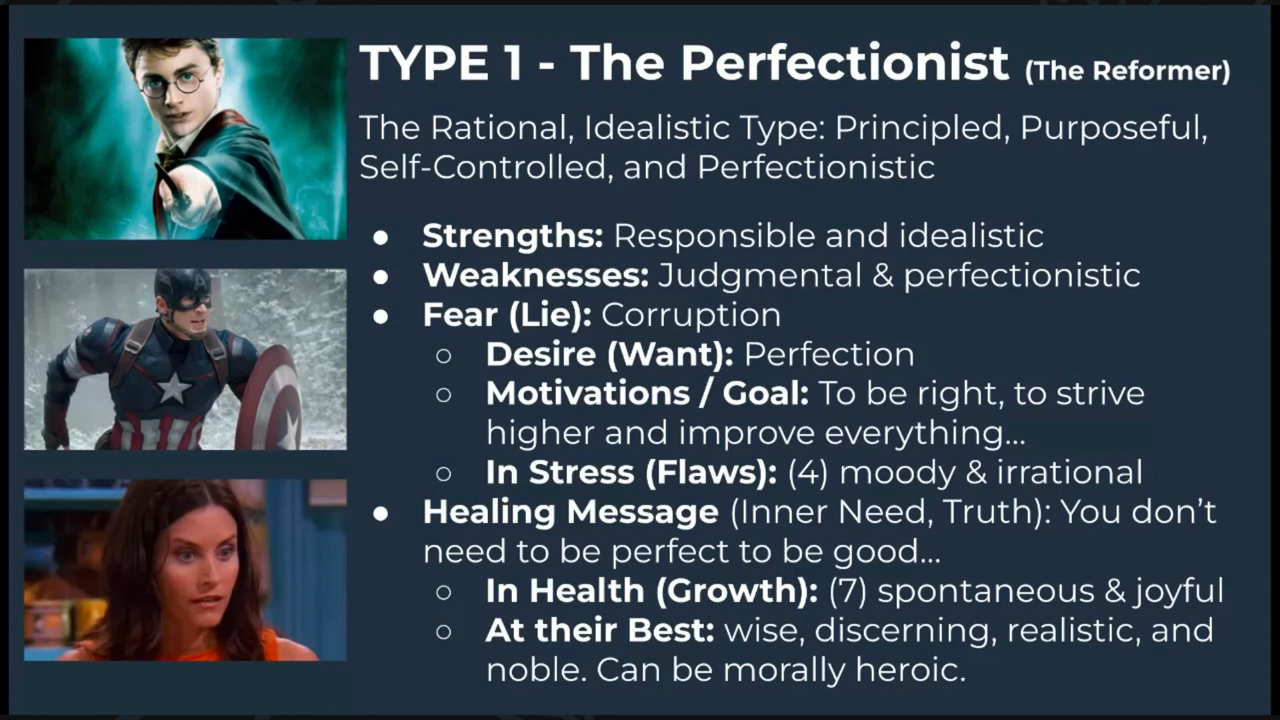 TYPE 1 - The Perfectionist (The Reformer)
The Rational, Idealistic Type: Principled, Purposeful,
Self-Controlled, and Perfectionistic
● Strengths: Responsible and idealistic
● Weaknesses: Judgmental & perfectionistic
● Fear (Lie): Corruption
○ Desire (Want): Perfection
○ Motivations / Goal: To be right, to strive
higher and improve everything...
○ In Stress (Flaws): (4) moody & irrational
● Healing Message (Inner Need, Truth): You don't
need to be perfect to be good...
○ In Health (Growth): (7) spontaneous & joyful
○ At their Best: wise, discerning, realistic, and
noble. Can be morally heroic.